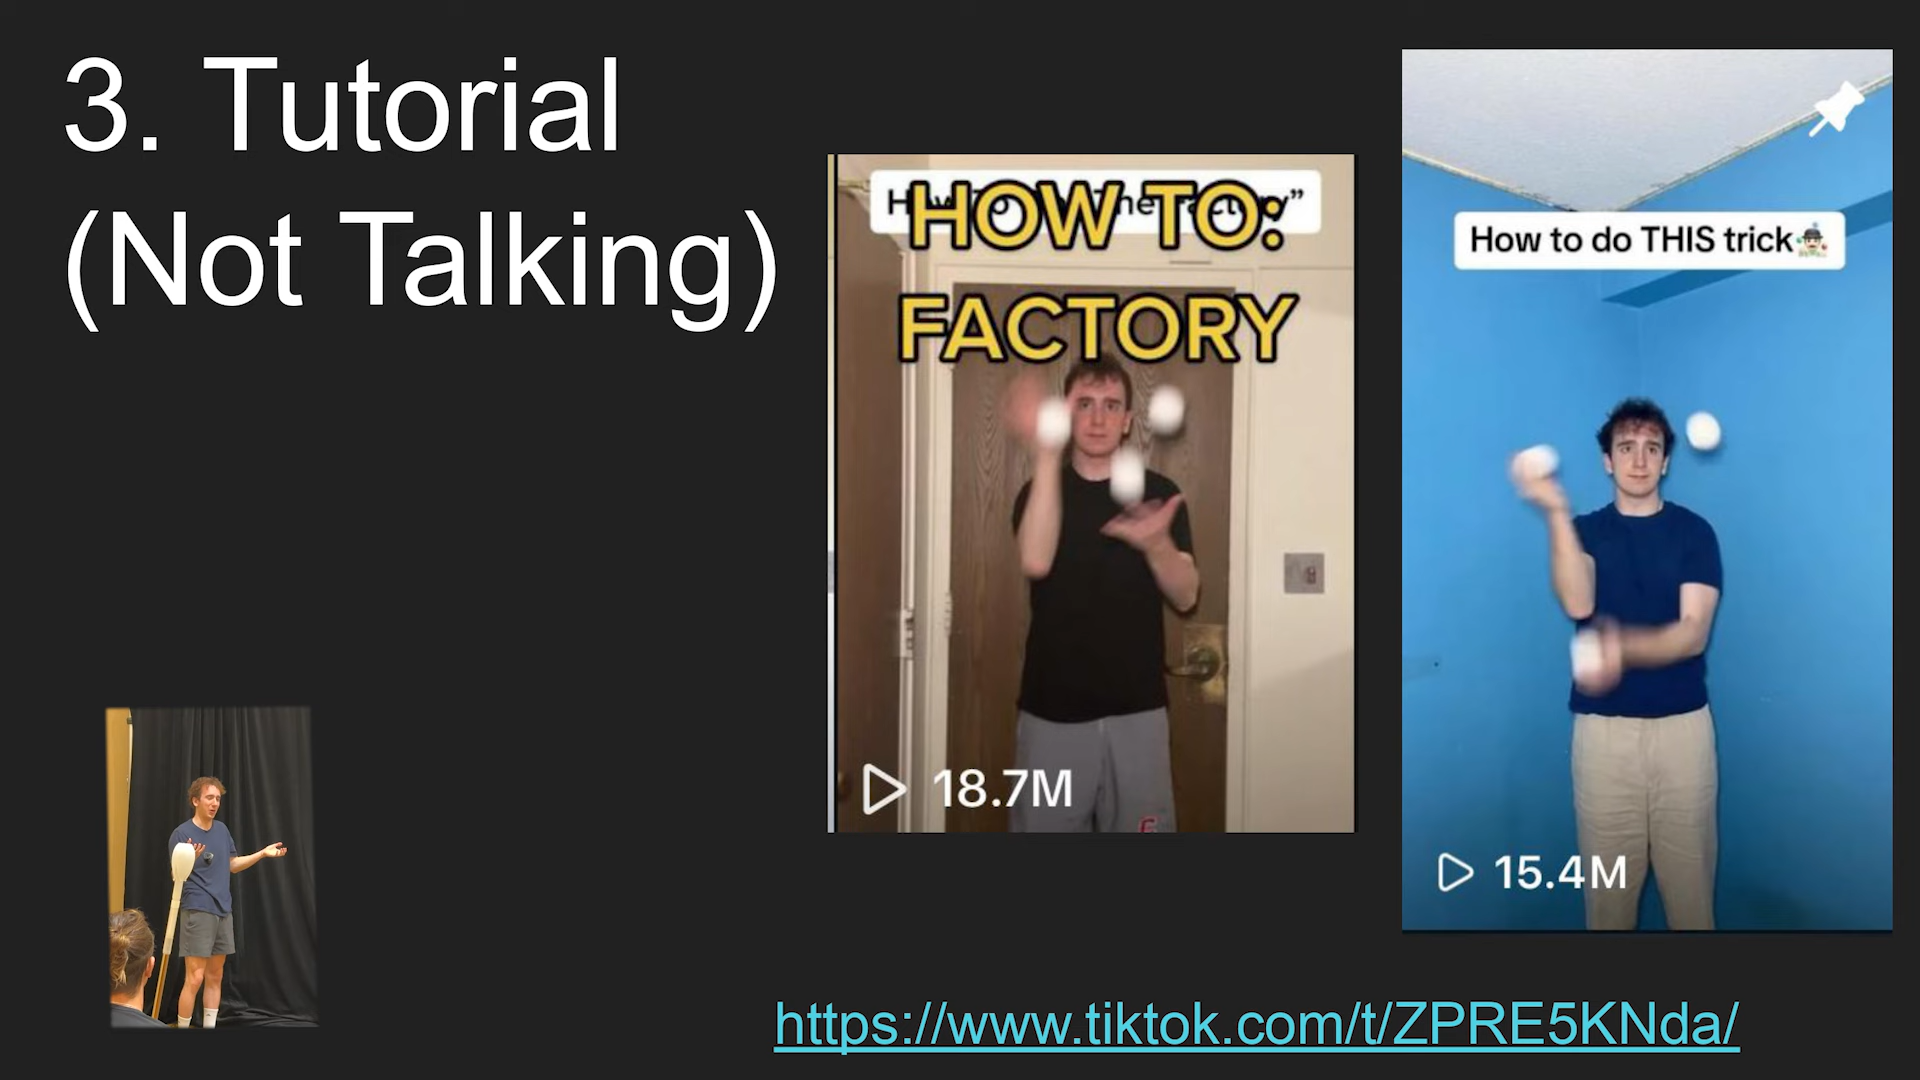 3. Tutorial
(Not Talking)
HOW TO:
FACTORY
18.7M
How to do THIS trick
15.4M
https://www.tiktok.com/t/ZPRE5KNda/